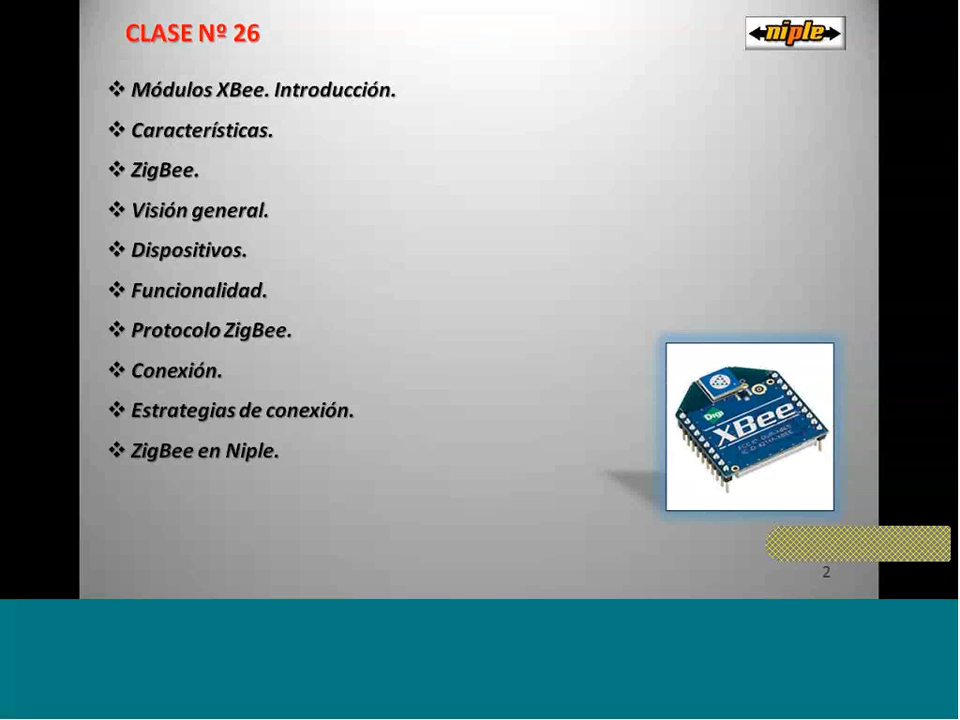 CLASE Nº 26
niple
Módulos XBee. Introducción.
Características.
ZigBee.
Visión general.
Dispositivos.
Funcionalidad.
Protocolo ZigBee.
Conexión.
Estrategias de conexión.
ZigBee en Niple.
Digi
XBee
2